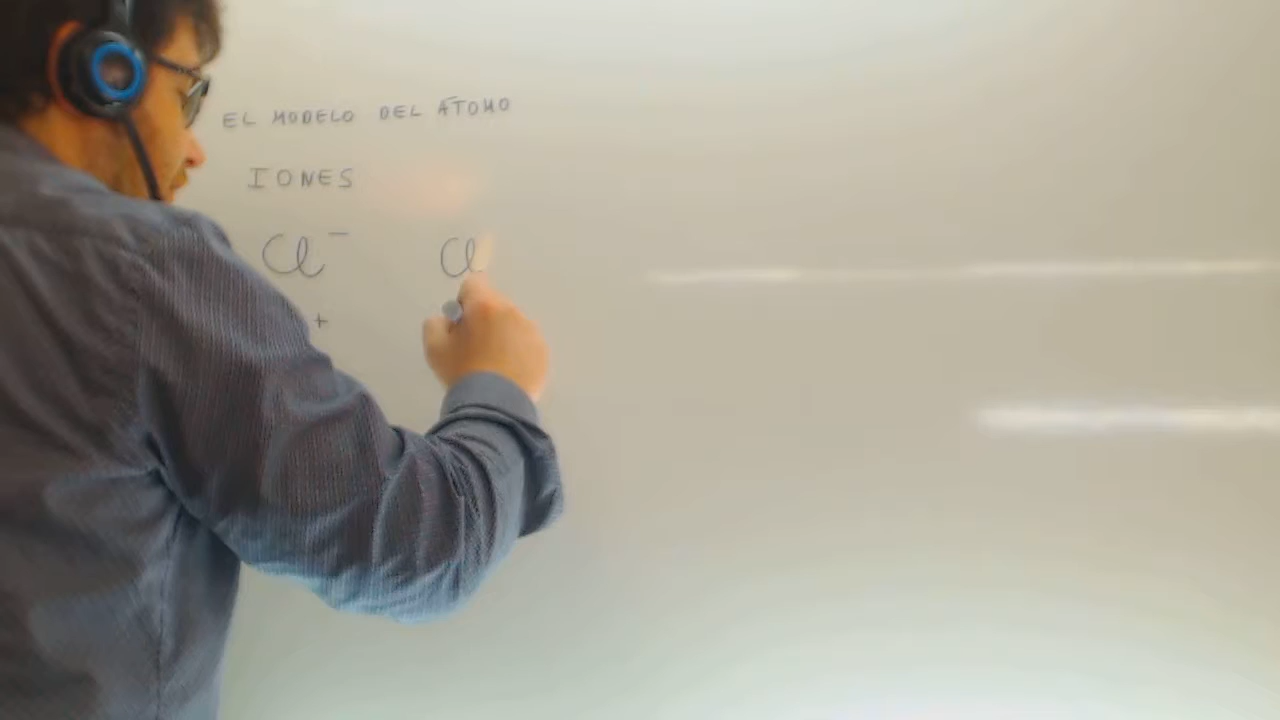 EL MODELO DEL ÁTOMO
IONES
Cl⁻ Cl
+